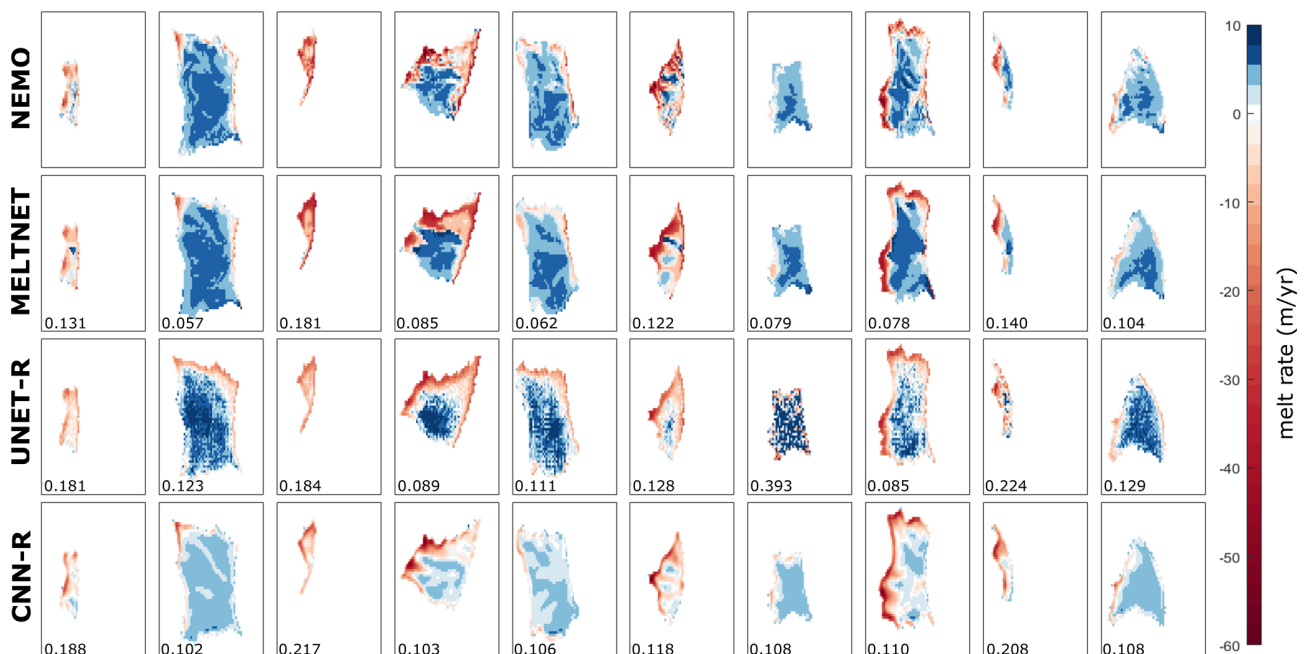 NEMO
MELTNET
0.131 0.057 0.181 0.085 0.062 0.122 0.079 0.078 0.140 0.104
UNET-R
0.181 0.123 0.184 0.089 0.111 0.128 0.393 0.085 0.224 0.129
CNN-R
0.188 0.102 0.217 0.103 0.106 0.118 0.108 0.110 0.208 0.108
10
0
-10
-20
-30
-40
-50
-60
melt rate (m/yr)